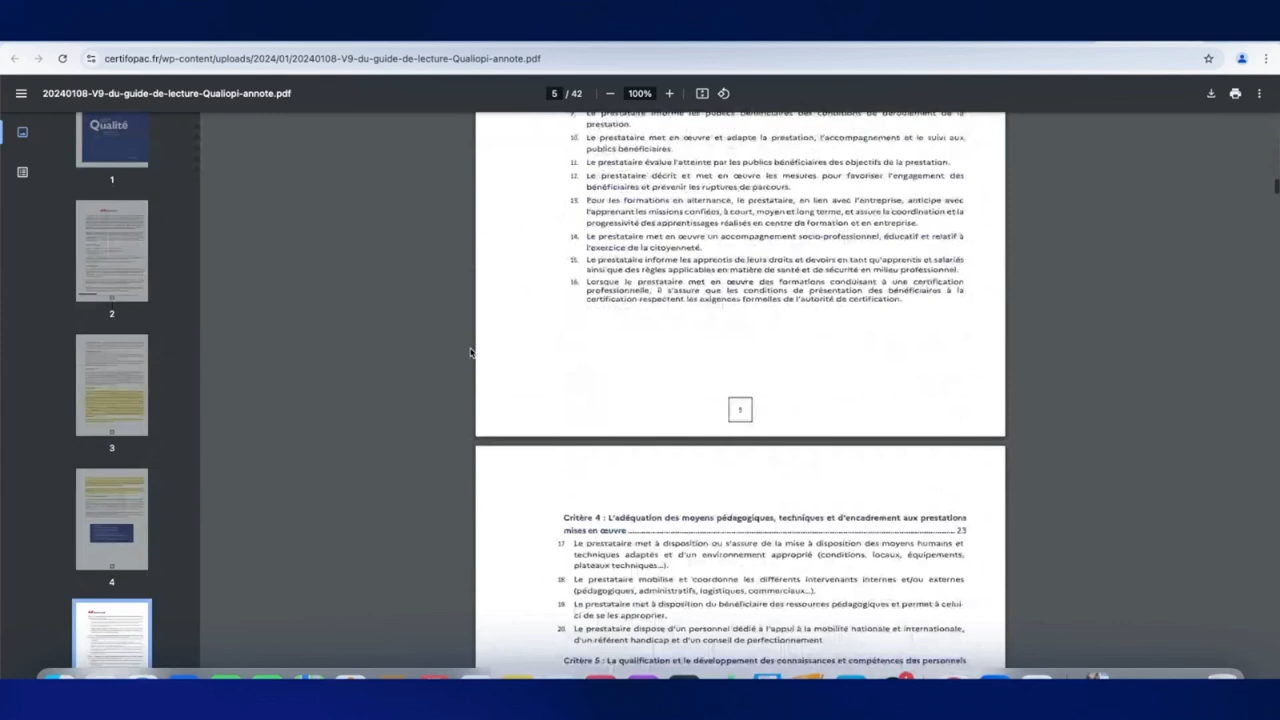 certifopac.fr/wp-content/uploads/2024/01/20240108-V9-du-guide-de-lecture-Qualiopi-annote.pdf
20240108-V9-du-guide-de-lecture-Qualiopi-annote.pdf
5 / 42
100%
Qualité
1
2
3
4
9. Le prestataire informe les publics bénéficiaires des conditions de déroulement de la
prestation.
10. Le prestataire met en œuvre et adapte la prestation, l'accompagnement et le suivi aux
publics bénéficiaires.
11. Le prestataire évalue l'atteinte par les publics bénéficiaires des objectifs de la prestation.
12. Le prestataire décrit et met en œuvre les mesures pour favoriser l'engagement des
bénéficiaires et prévenir les ruptures de parcours.
13. Pour les formations en alternance, le prestataire, en lien avec l'entreprise, anticipe avec
l'apprenant les missions confiées, à court, moyen et long terme, et assure la coordination et la
progressivité des apprentissages réalisés en centre de formation et en entreprise.
14. Le prestataire met en œuvre un accompagnement socio-professionnel, éducatif et relatif à
l'exercice de la citoyenneté.
15. Le prestataire informe les apprentis de leurs droits et devoirs en tant qu'apprentis et salariés
ainsi que des règles applicables en matière de santé et de sécurité en milieu professionnel.
16. Lorsque le prestataire met en œuvre des formations conduisant à une certification
professionnelle, il s'assure que les conditions de présentation des bénéficiaires à la
certification respectent les exigences formelles de l'autorité de certification.
5
Critère 4 : L'adéquation des moyens pédagogiques, techniques et d'encadrement aux prestations
mises en œuvre ........ 23
17 Le prestataire met à disposition ou s'assure de la mise à disposition des moyens humains et
techniques adaptés et d'un environnement approprié (conditions, locaux, équipements,
plateaux techniques...).
18 Le prestataire mobilise et coordonne les différents intervenants internes et/ou externes
(pédagogiques, administratifs, logistiques, commerciaux...).
19 Le prestataire met à disposition du bénéficiaire des ressources pédagogiques et permet à celui-
ci de se les approprier.
20 Le prestataire dispose d'un personnel dédié à l'appui à la mobilité nationale et internationale,
d'un référent handicap et d'un conseil de perfectionnement.
Critère 5 : La qualification et le développement des connaissances et compétences des personnels